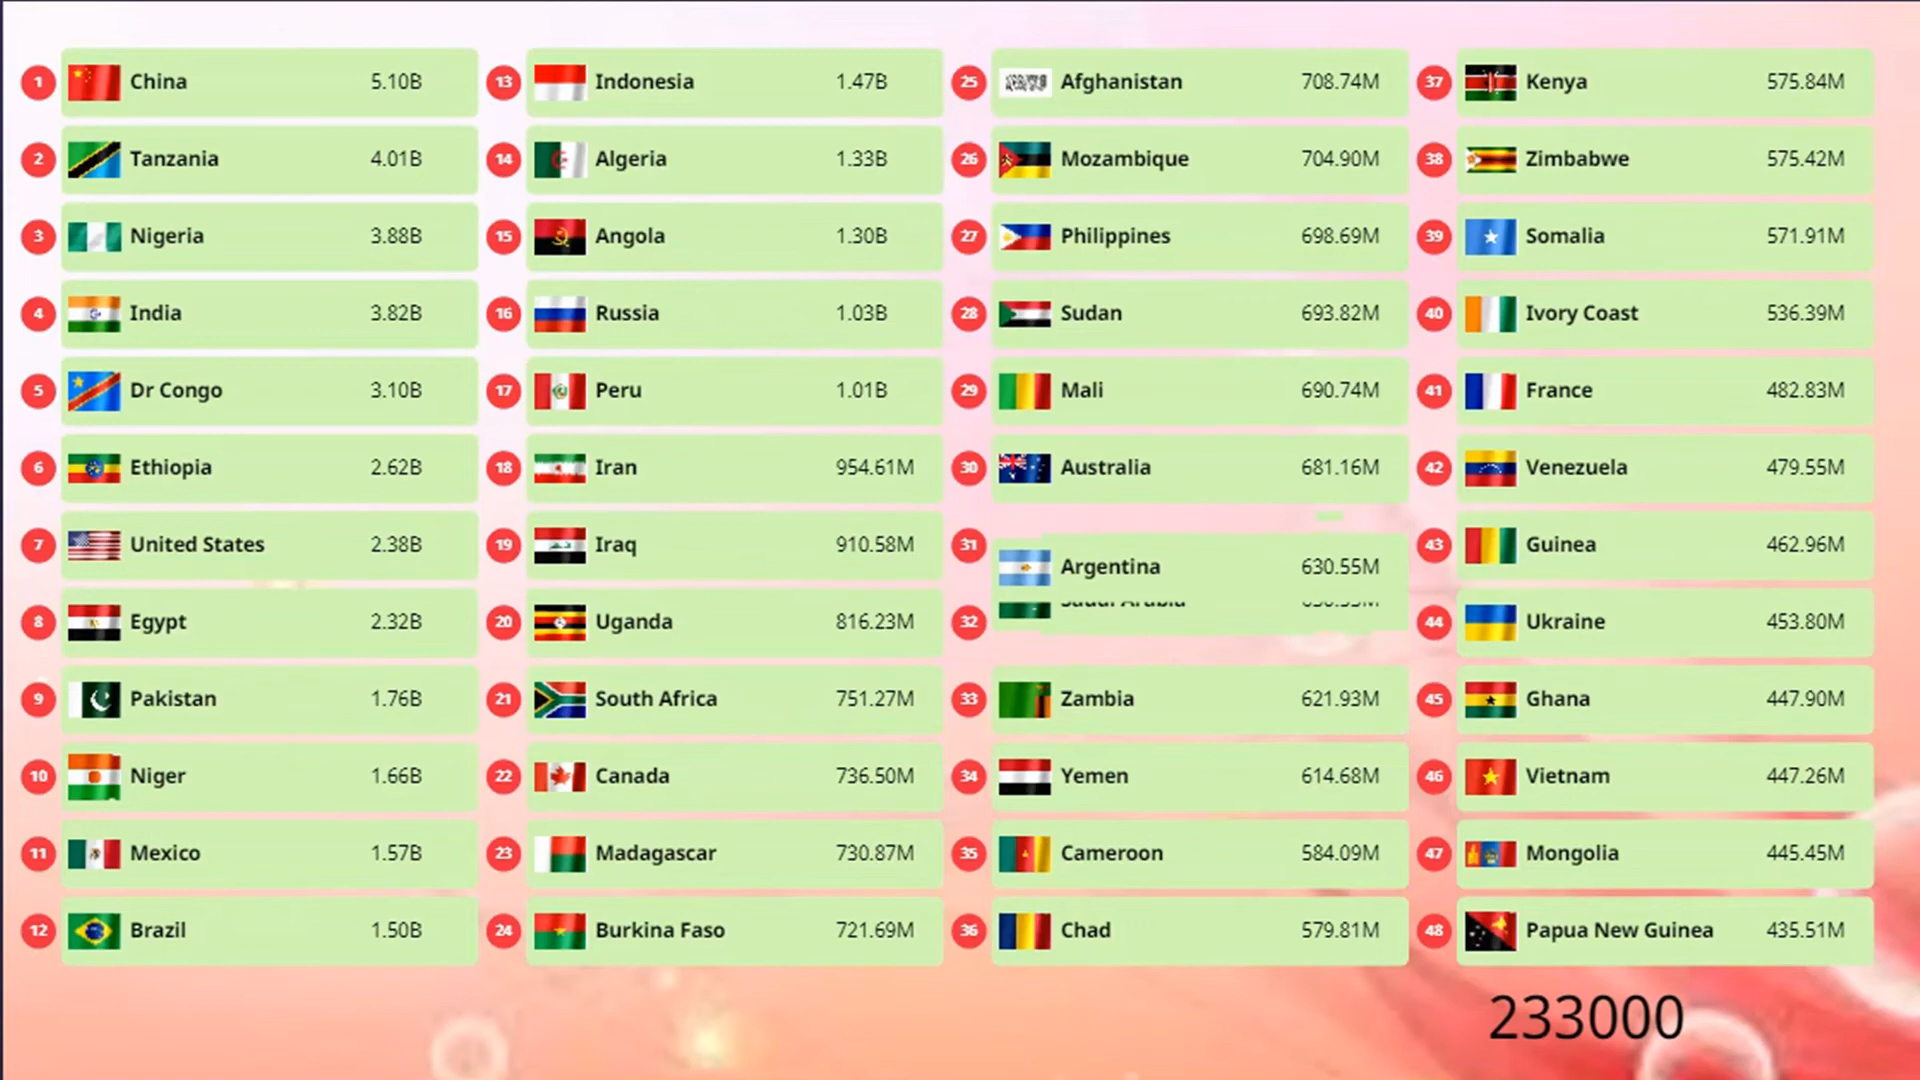 1 China 5.10B
2 Tanzania 4.01B
3 Nigeria 3.88B
4 India 3.82B
5 Dr Congo 3.10B
6 Ethiopia 2.62B
7 United States 2.38B
8 Egypt 2.32B
9 Pakistan 1.76B
10 Niger 1.66B
11 Mexico 1.57B
12 Brazil 1.50B
13 Indonesia 1.47B
14 Algeria 1.33B
15 Angola 1.30B
16 Russia 1.03B
17 Peru 1.01B
18 Iran 954.61M
19 Iraq 910.58M
20 Uganda 816.23M
21 South Africa 751.27M
22 Canada 736.50M
23 Madagascar 730.87M
24 Burkina Faso 721.69M
25 Afghanistan 708.74M
26 Mozambique 704.90M
27 Philippines 698.69M
28 Sudan 693.82M
29 Mali 690.74M
30 Australia 681.16M
31 Argentina 630.55M
32 Saudi Arabia
33 Zambia 621.93M
34 Yemen 614.68M
35 Cameroon 584.09M
36 Chad 579.81M
37 Kenya 575.84M
38 Zimbabwe 575.42M
39 Somalia 571.91M
40 Ivory Coast 536.39M
41 France 482.83M
42 Venezuela 479.55M
43 Guinea 462.96M
44 Ukraine 453.80M
45 Ghana 447.90M
46 Vietnam 447.26M
47 Mongolia 445.45M
48 Papua New Guinea 435.51M
233000